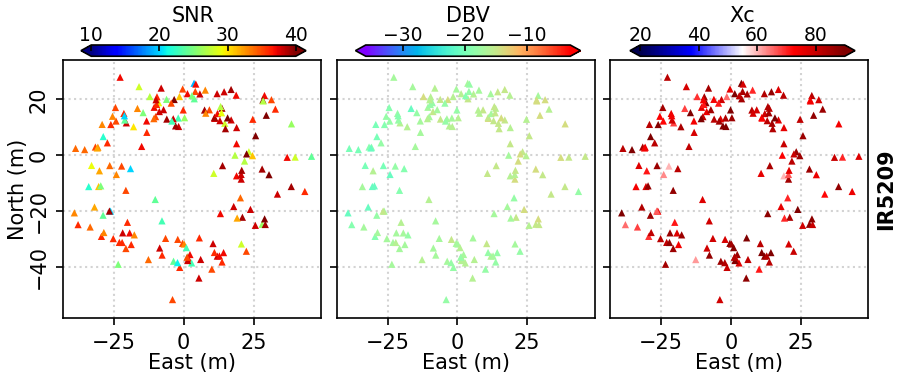 SNR DBV Xc
10 20 30 40 −30 −20 −10 20 40 60 80
20
0
−20
−40
North (m)
IR5209
−25 0 25 −25 0 25 −25 0 25
East (m) East (m) East (m)